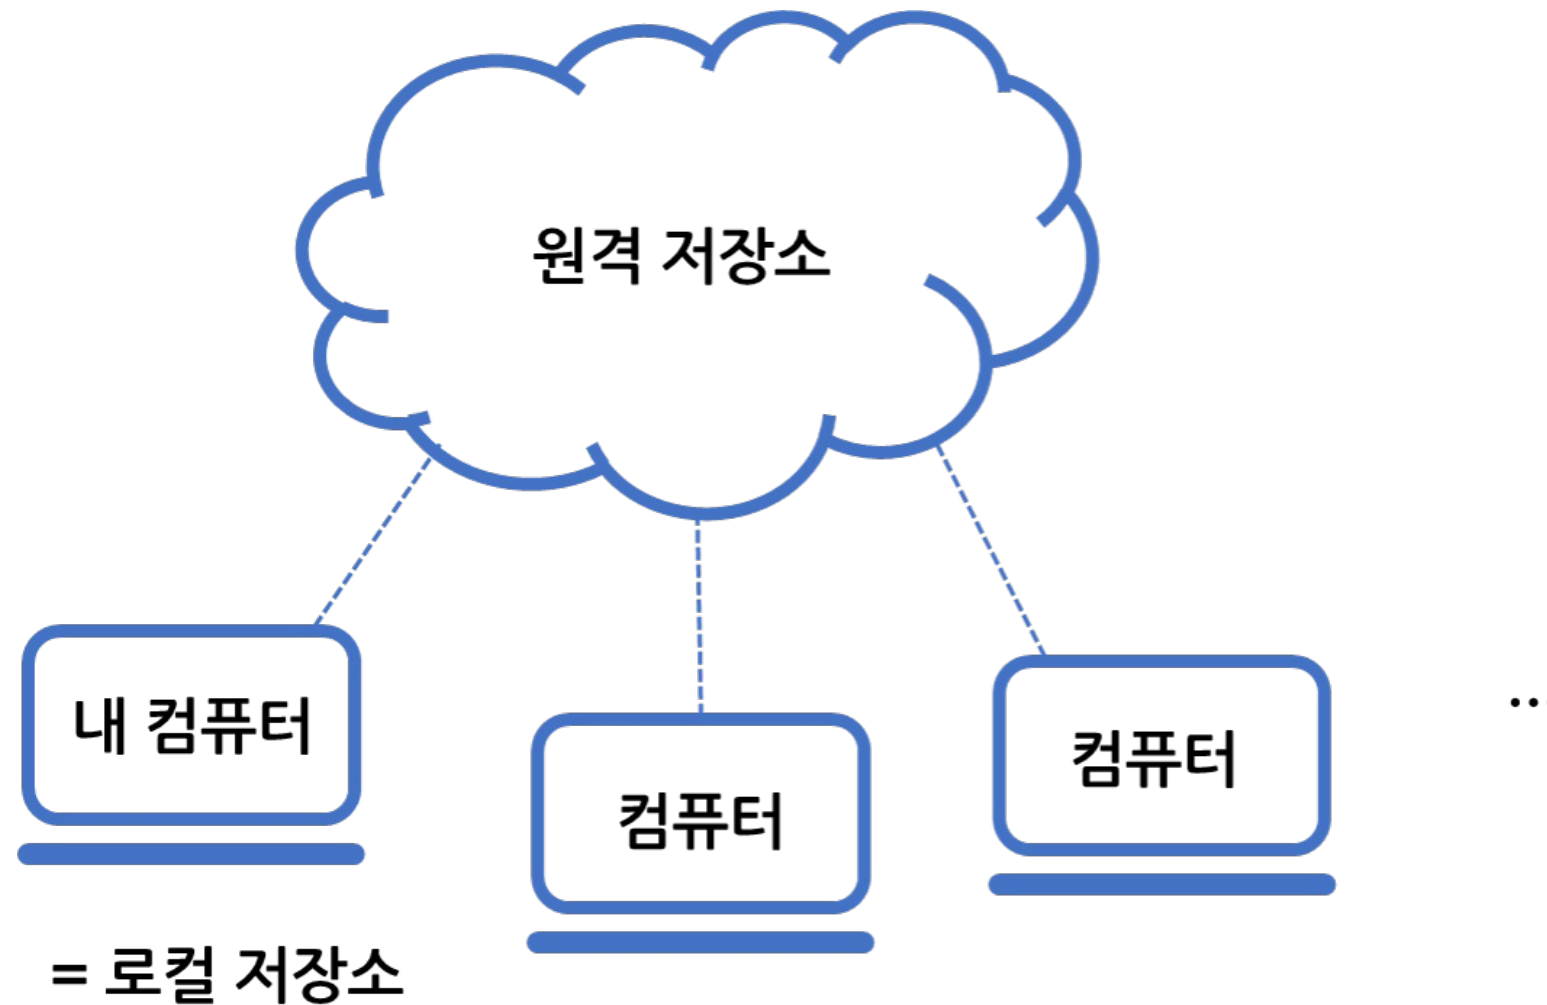 원격 저장소
내 컴퓨터
컴퓨터
컴퓨터
..
= 로컬 저장소